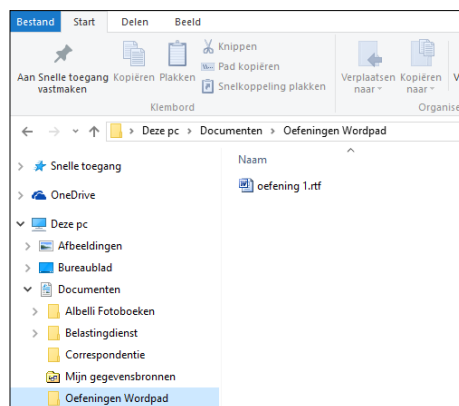 Bestand Start Delen Beeld
Aan Snelle toegang vastmaken
Kopiëren
Plakken
Knippen
Pad kopiëren
Snelkoppeling plakken
Verplaatsen naar
Kopiëren naar
V
Klembord
Organise
Deze pc > Documenten > Oefeningen Wordpad
Snelle toegang
OneDrive
Deze pc
Afbeeldingen
Bureaublad
Documenten
Albelli Fotoboeken
Belastingdienst
Correspondentie
Mijn gegevensbronnen
Oefeningen Wordpad
Naam
oefening 1.rtf